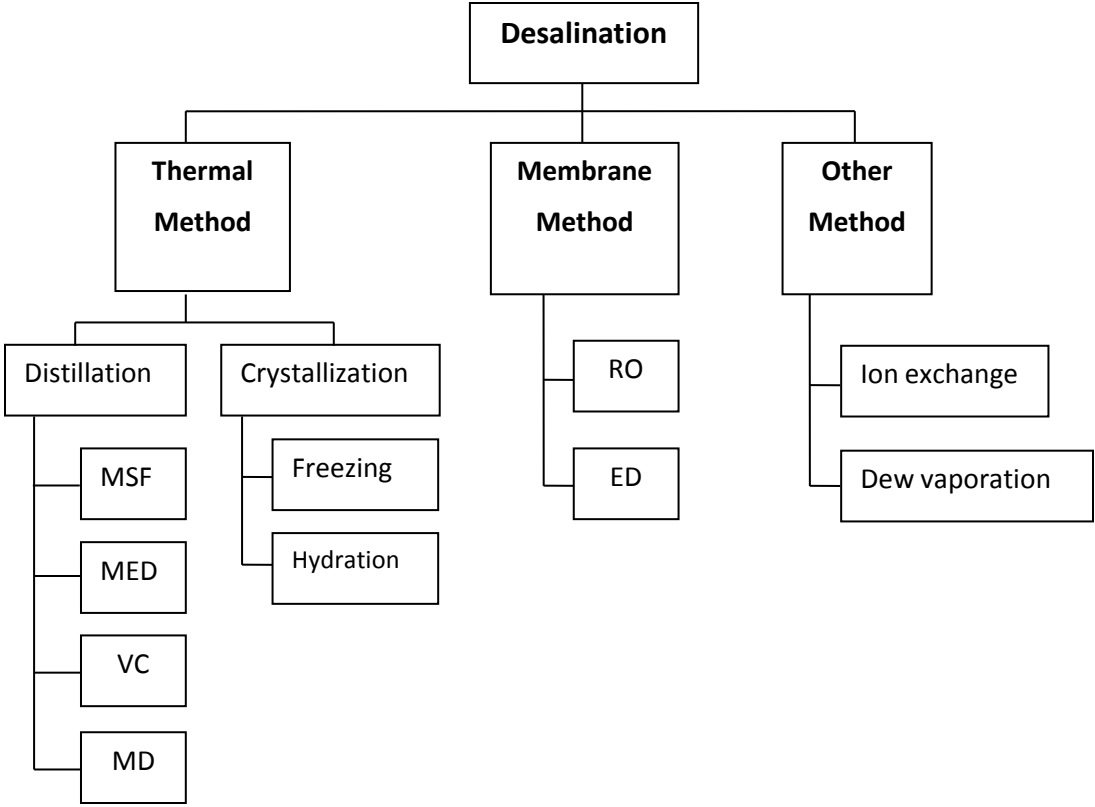 Desalination
Thermal
Method
Membrane
Method
Other
Method
Distillation
Crystallization
RO
Ion exchange
MSF
Freezing
ED
Dew vaporation
MED
Hydration
VC
MD